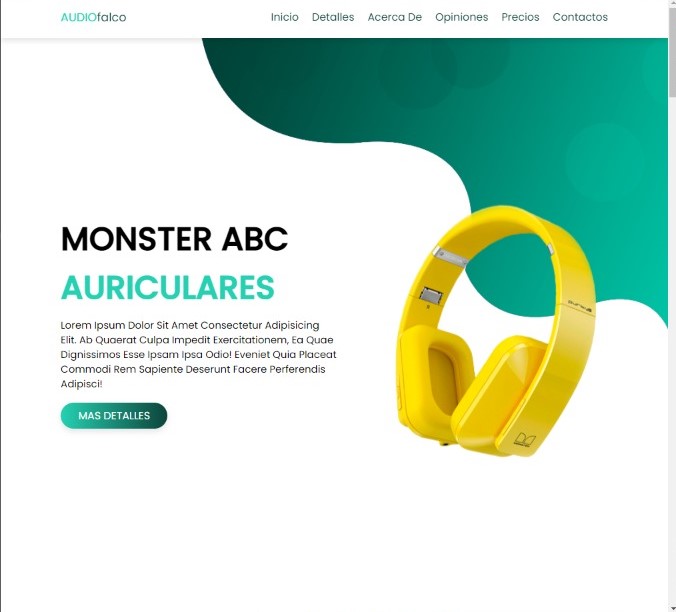 AUDIOfalco
Inicio Detalles Acerca De Opiniones Precios Contactos
MONSTER ABC
AURICULARES
Lorem Ipsum Dolor Sit Amet Consectetur Adipisicing
Elit. Ab Quaerat Culpa Impedit Exercitationem, Ea Quae
Dignissimos Esse Ipsam Ipsa Odio! Eveniet Quia Placeat
Commodi Rem Sapiente Deserunt Facere Perferendis
Adipisci!
MAS DETALLES